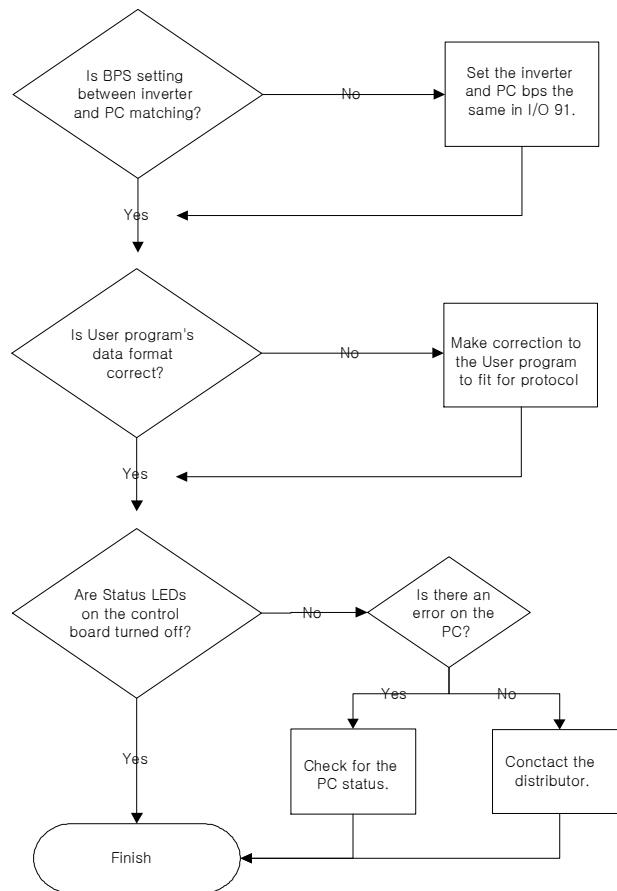 Is BPS setting
between inverter
and PC matching?
No
Set the inverter
and PC bps the
same in I/O 91.
Yes
Is User program's
data format
correct?
No
Make correction to
the User program
to fit for protocol
Yes
Are Status LEDs
on the control
board turned off?
No
Is there an
error on the
PC?
Yes
No
Yes
Check for the
PC status.
Conctact the
distributor.
Finish